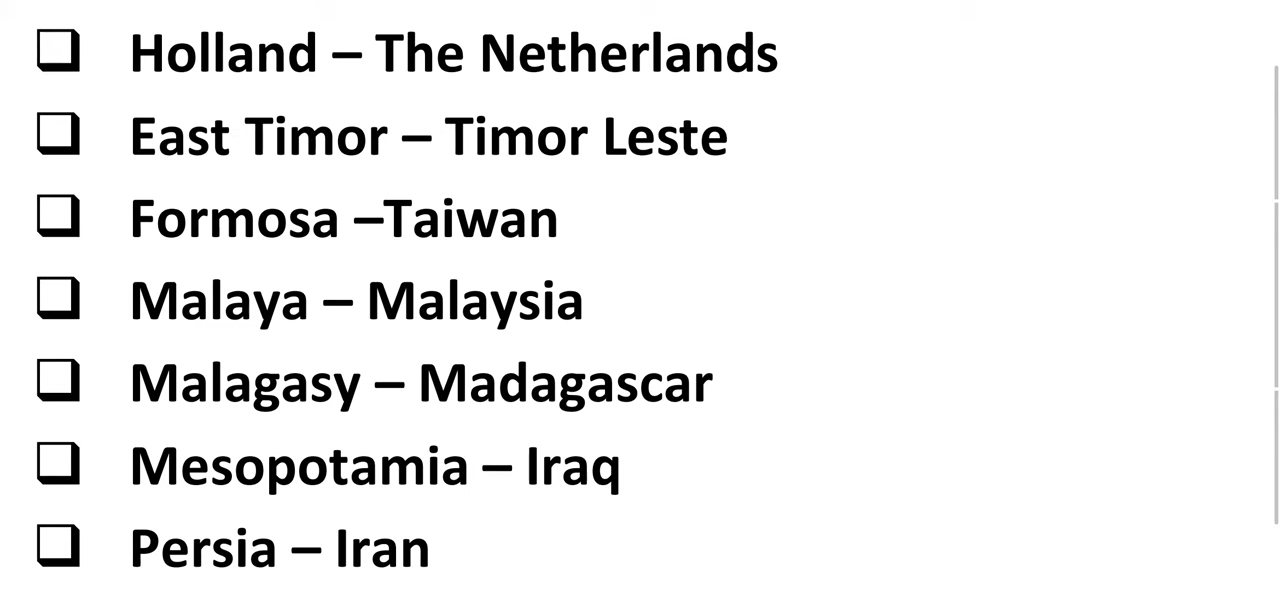 Holland – The Netherlands
East Timor – Timor Leste
Formosa –Taiwan
Malaya – Malaysia
Malagasy – Madagascar
Mesopotamia – Iraq
Persia – Iran